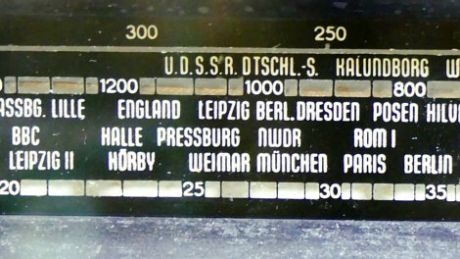 300 250
U.D.S.S.R. DTSCHL.-S. KALUNDBORG
1200 1000 800
LILLE ENGLAND LEIPZIG BERL. DRESDEN POSEN
BBC HALLE PRESSBURG NWDR ROM I
LEIPZIG II HÖRBY WEIMAR MÜNCHEN PARIS BERLIN
20 25 30 35